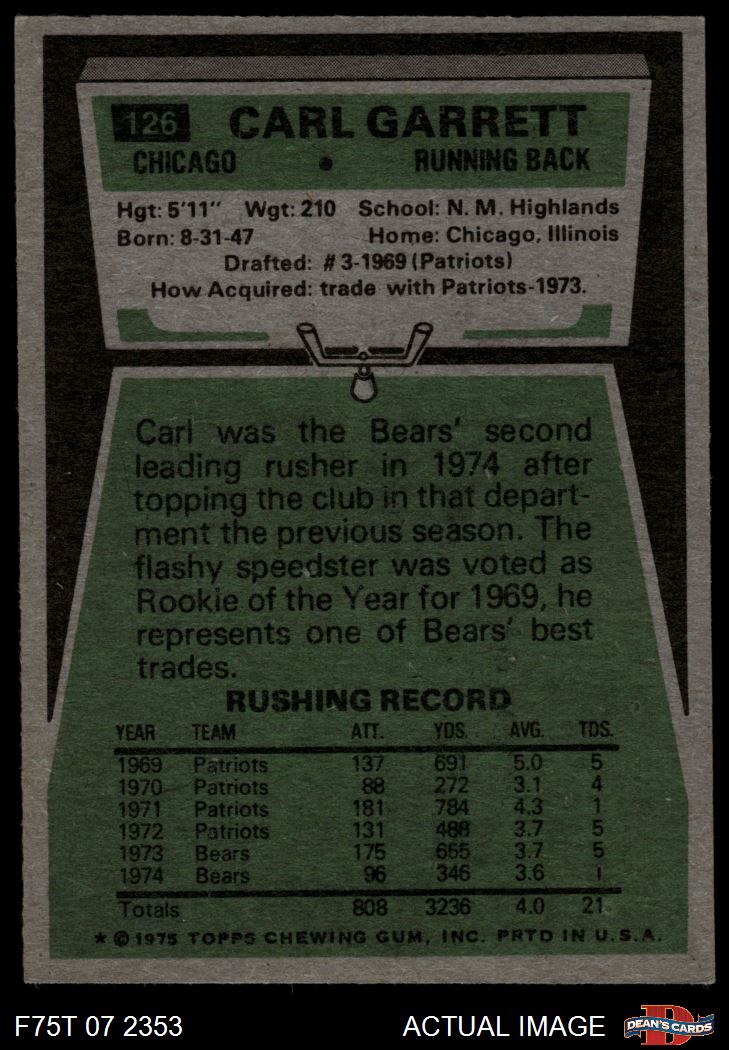 126 CARL GARRETT
CHICAGO • RUNNING BACK
Hgt: 5'11" Wgt: 210 School: N. M. Highlands
Born: 8-31-47 Home: Chicago, Illinois
Drafted: #3-1969 (Patriots)
How Acquired: trade with Patriots-1973.
Carl was the Bears' second
leading rusher in 1974 after
topping the club in that depart-
ment the previous season. The
flashy speedster was voted as
Rookie of the Year for 1969, he
represents one of Bears' best
trades.
RUSHING RECORD
YEAR TEAM ATT. YDS. AVG. TDS.
1969 Patriots 137 691 5.0 5
1970 Patriots 88 272 3.1 4
1971 Patriots 181 784 4.3 1
1972 Patriots 131 488 3.7 5
1973 Bears 175 655 3.7 5
1974 Bears 96 346 3.6 1
Totals 808 3236 4.0 21
* © 1975 TOPPS CHEWING GUM, INC. PRTD IN U.S.A.
F75T 07 2353 ACTUAL IMAGE D DEAN'S CARDS